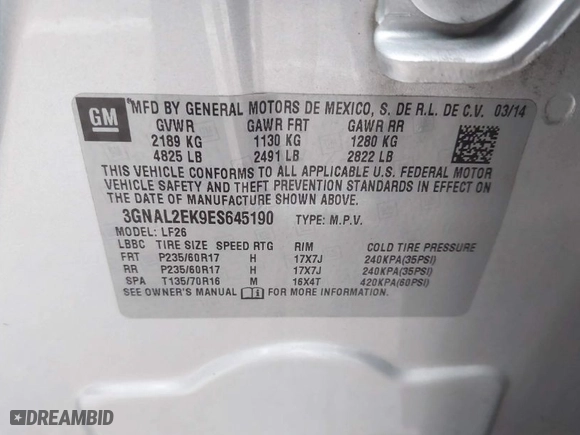 GM
MFD BY GENERAL MOTORS DE MEXICO, S. DE R.L. DE C.V. 03/14
GVWR GAWR FRT GAWR RR
2189 KG 1130 KG 1280 KG
4825 LB 2491 LB 2822 LB
THIS VEHICLE CONFORMS TO ALL APPLICABLE U.S. FEDERAL MOTOR
VEHICLE SAFETY AND THEFT PREVENTION STANDARDS IN EFFECT ON
THE DATE OF MANUFACTURE SHOWN ABOVE.
3GNAL2EK9ES645190 TYPE: M.P.V.
MODEL: LF26
LBBC TIRE SIZE SPEED RTG RIM COLD TIRE PRESSURE
FRT P235/60R17 H 17X7J 240KPA(35PSI)
RR P235/60R17 H 17X7J 240KPA(35PSI)
SPA T135/70R16 M 16X4T 420KPA(60PSI)
SEE OWNER'S MANUAL FOR MORE INFORMATION.
DREAMBID